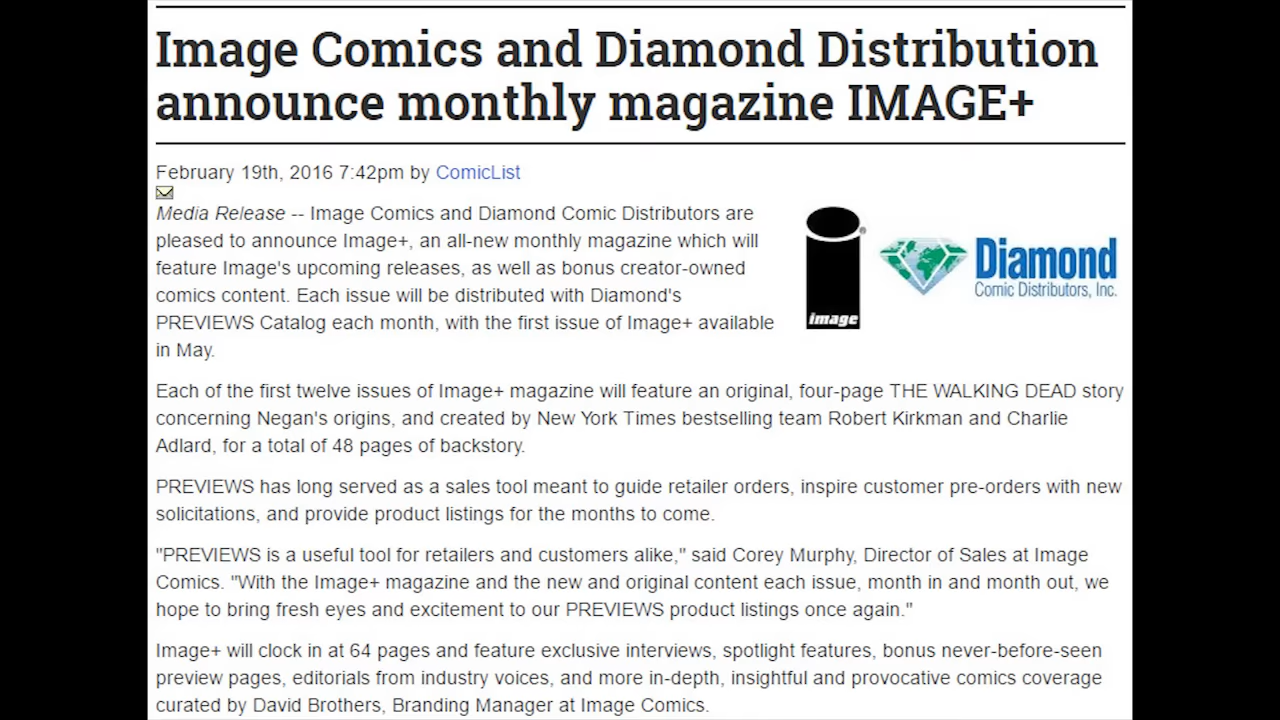 Image Comics and Diamond Distribution
announce monthly magazine IMAGE+
February 19th, 2016 7:42pm by ComicList
Media Release -- Image Comics and Diamond Comic Distributors are
pleased to announce Image+, an all-new monthly magazine which will
feature Image's upcoming releases, as well as bonus creator-owned
comics content. Each issue will be distributed with Diamond's
PREVIEWS Catalog each month, with the first issue of Image+ available
in May.
image®
Diamond
Comic Distributors, Inc.
Each of the first twelve issues of Image+ magazine will feature an original, four-page THE WALKING DEAD story
concerning Negan's origins, and created by New York Times bestselling team Robert Kirkman and Charlie
Adlard, for a total of 48 pages of backstory.
PREVIEWS has long served as a sales tool meant to guide retailer orders, inspire customer pre-orders with new
solicitations, and provide product listings for the months to come.
"PREVIEWS is a useful tool for retailers and customers alike," said Corey Murphy, Director of Sales at Image
Comics. "With the Image+ magazine and the new and original content each issue, month in and month out, we
hope to bring fresh eyes and excitement to our PREVIEWS product listings once again."
Image+ will clock in at 64 pages and feature exclusive interviews, spotlight features, bonus never-before-seen
preview pages, editorials from industry voices, and more in-depth, insightful and provocative comics coverage
curated by David Brothers, Branding Manager at Image Comics.